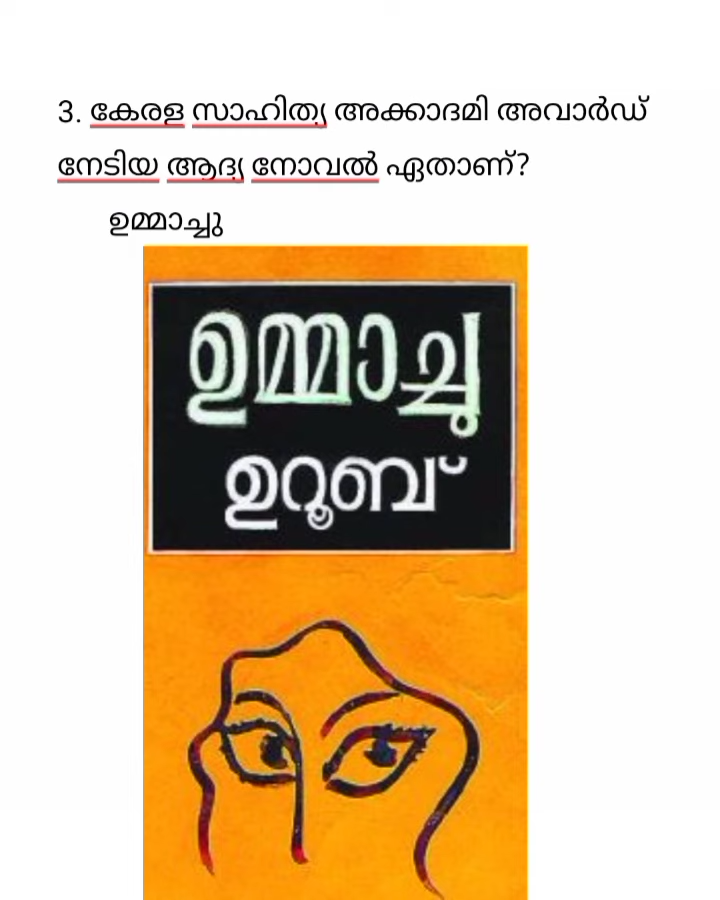 3. കേരള സാഹിത്യ അക്കാദമി അവാർഡ്
നേടിയ ആദ്യ നോവൽ ഏതാണ്?
ഉമ്മാച്ചു
ഉമ്മാച്ചു
ഉറൂബ്